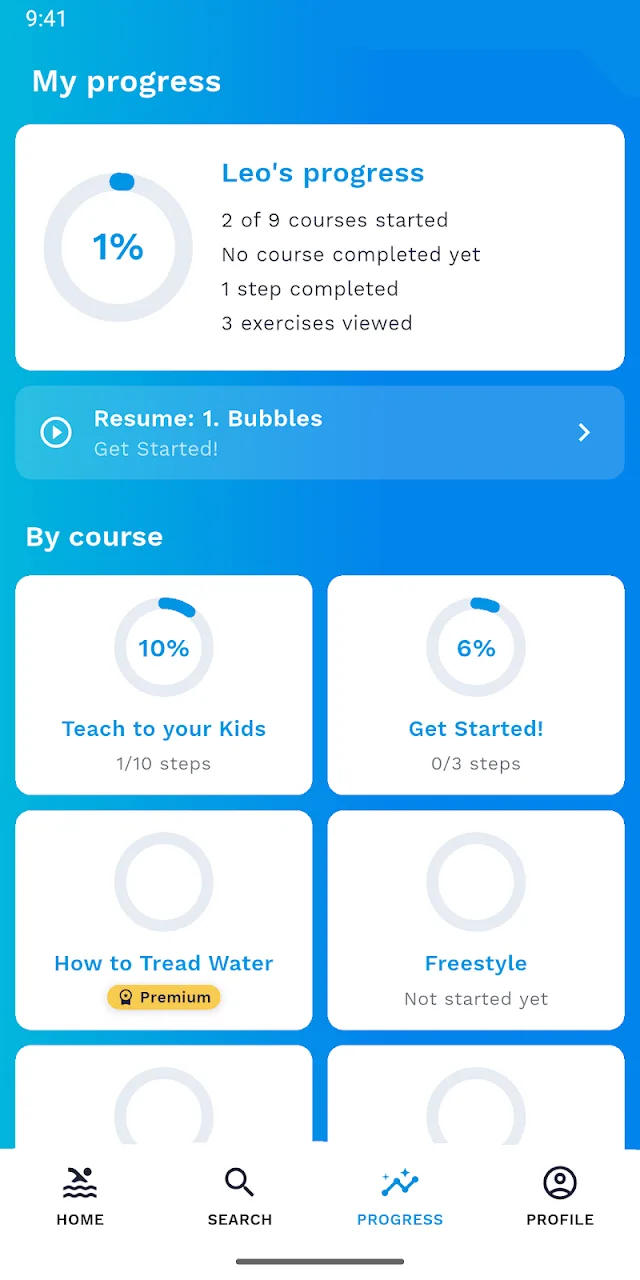 9:41
My progress
1%
Leo's progress
2 of 9 courses started
No course completed yet
1 step completed
3 exercises viewed
Resume: 1. Bubbles
Get Started!
By course
10%
Teach to your Kids
1/10 steps
6%
Get Started!
0/3 steps
How to Tread Water
Premium
Freestyle
Not started yet
HOME
SEARCH
PROGRESS
PROFILE